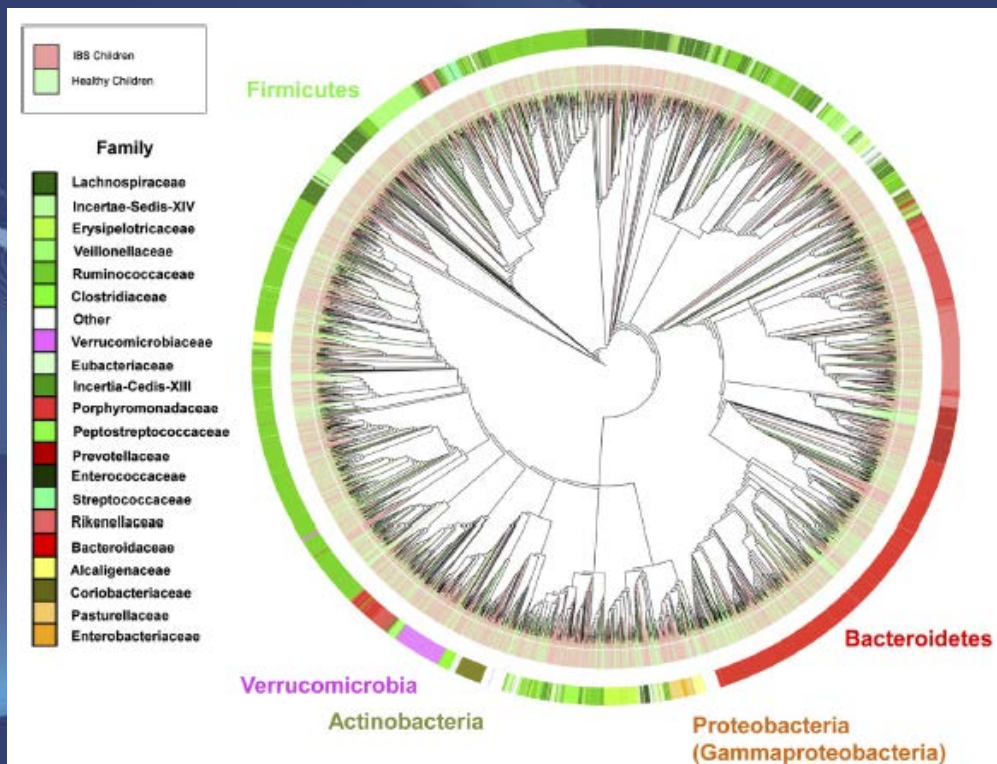 IBS Children
Healthy Children
Firmicutes
Family
Lachnospiraceae
Incertae-Sedis-XIV
Erysipelotricaceae
Veillonellaceae
Ruminococcaceae
Clostridiaceae
Other
Verrucomicrobiaceae
Eubacteriaceae
Incertia-Cedis-XIII
Porphyromonadaceae
Peptostreptococcaceae
Prevotellaceae
Enterococcaceae
Streptococcaceae
Rikenellaceae
Bacteroidaceae
Alcaligenaceae
Coriobacteriaceae
Pasturellaceae
Enterobacteriaceae
Bacteroidetes
Verrucomicrobia
Actinobacteria
Proteobacteria
(Gammaproteobacteria)